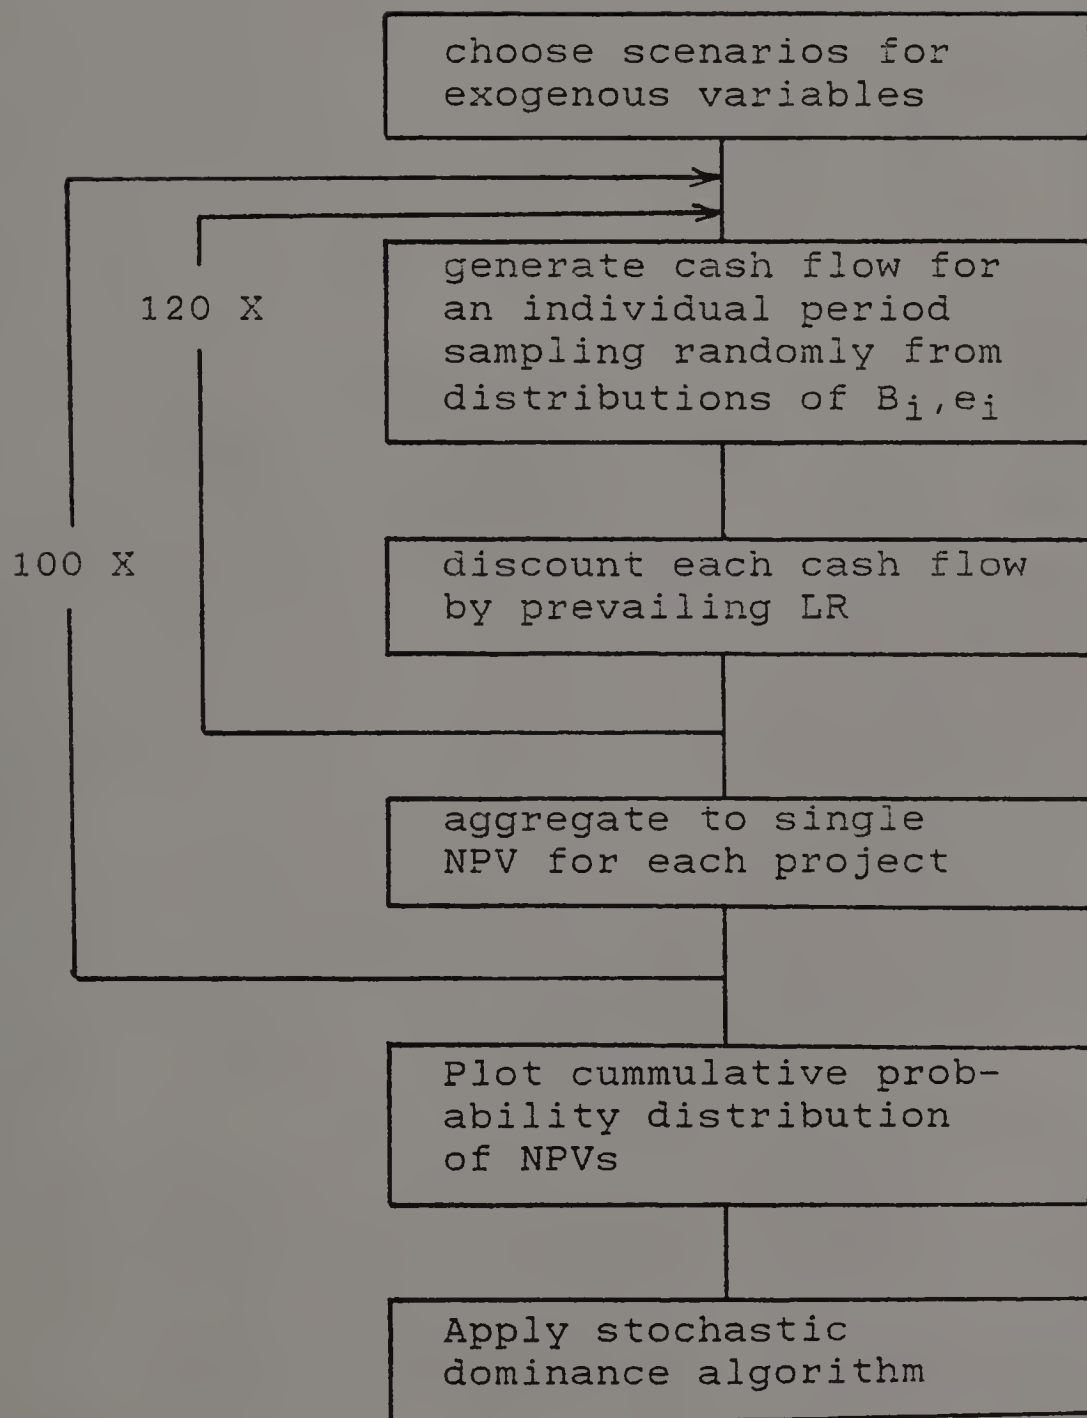 choose scenarios for
exogenous variables
generate cash flow for
an individual period
sampling randomly from
distributions of Bi,ei
120 X
discount each cash flow
by prevailing LR
100 X
aggregate to single
NPV for each project
Plot cummulative prob-
ability distribution
of NPVs
Apply stochastic
dominance algorithm